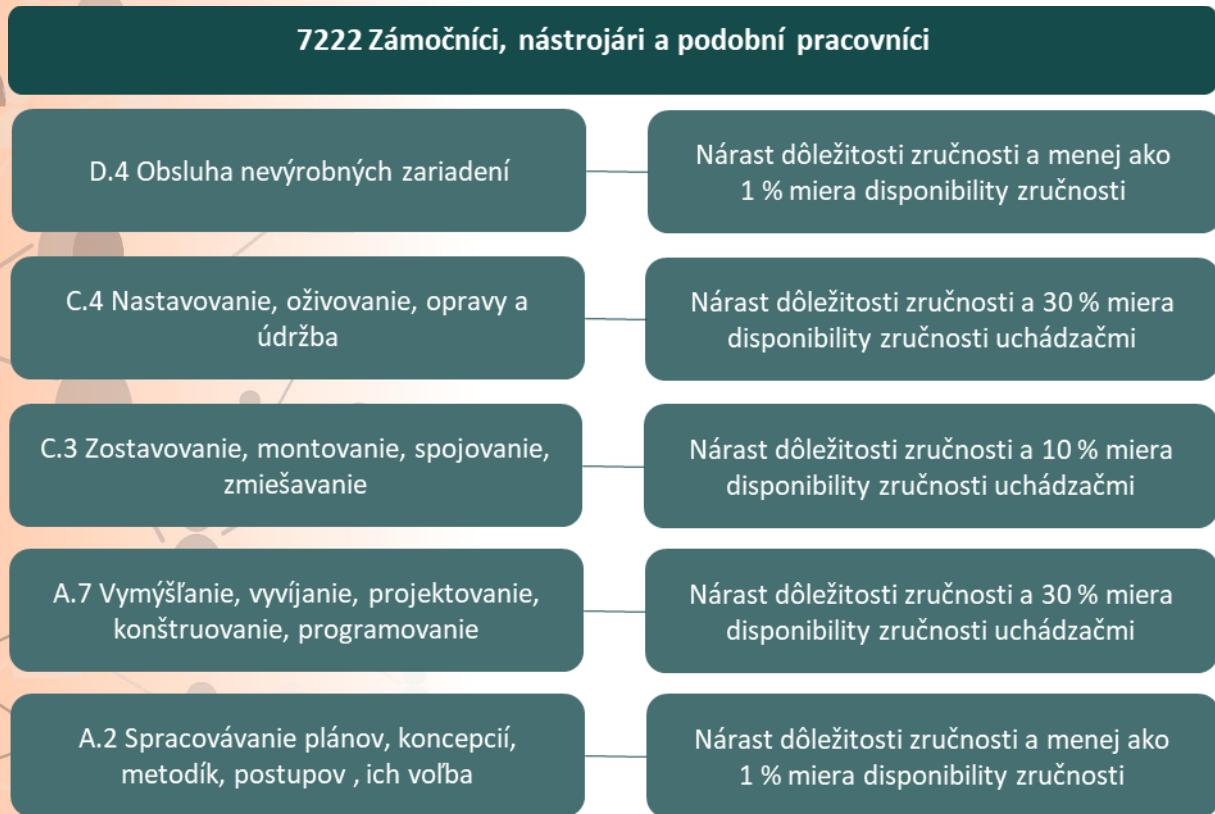 7222 Zámočníci, nástrojári a podobní pracovníci
D.4 Obsluha nevýrobných zariadení
Nárast dôležitosti zručnosti a menej ako
1 % miera disponibility zručnosti
C.4 Nastavovanie, oživovanie, opravy a
údržba
Nárast dôležitosti zručnosti a 30 % miera
disponibility zručnosti uchádzačmi
C.3 Zostavovanie, montovanie, spojovanie,
zmiešavanie
Nárast dôležitosti zručnosti a 10 % miera
disponibility zručnosti uchádzačmi
A.7 Vymýšľanie, vyvíjanie, projektovanie,
konštruovanie, programovanie
Nárast dôležitosti zručnosti a 30 % miera
disponibility zručnosti uchádzačmi
A.2 Spracovávanie plánov, koncepcií,
metodík, postupov , ich voľba
Nárast dôležitosti zručnosti a menej ako
1 % miera disponibility zručnosti